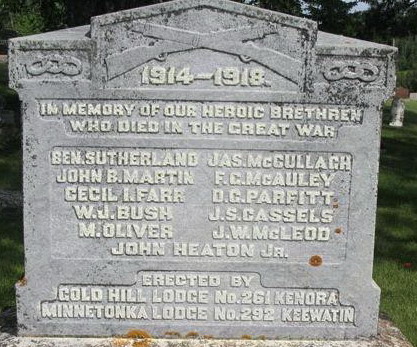 1914-1918
IN MEMORY OF OUR HEROIC BRETHREN
WHO DIED IN THE GREAT WAR
BEN.SUTHERLAND JAS.McCULLAGH
JOHN B.MARTIN F.G.McAULEY
CECIL I.FARR D.G.PARFITT
W.J.BUSH J.S.CASSELS
M.OLIVER J.W.McLEOD
JOHN HEATON JR.
ERECTED BY
GOLD HILL LODGE No.261 KENORA
MINNETONKA LODGE No.292 KEEWATIN